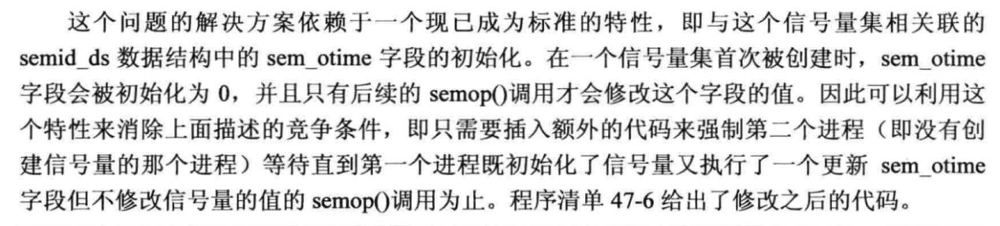 这个问题的解决方案依赖于一个现已成为标准的特性，即与这个信号量集相关联的
semid_ds 数据结构中的 sem_otime 字段的初始化。在一个信号量集首次被创建时，sem_otime
字段会被初始化为 0，并且只有后续的 semop()调用才会修改这个字段的值。因此可以利用这
个特性来消除上面描述的竞争条件，即只需要插入额外的代码来强制第二个进程（即没有创
建信号量的那个进程）等待直到第一个进程既初始化了信号量又执行了一个更新 sem_otime
字段但不修改信号量的值的 semop()调用为止。程序清单 47-6 给出了修改之后的代码。